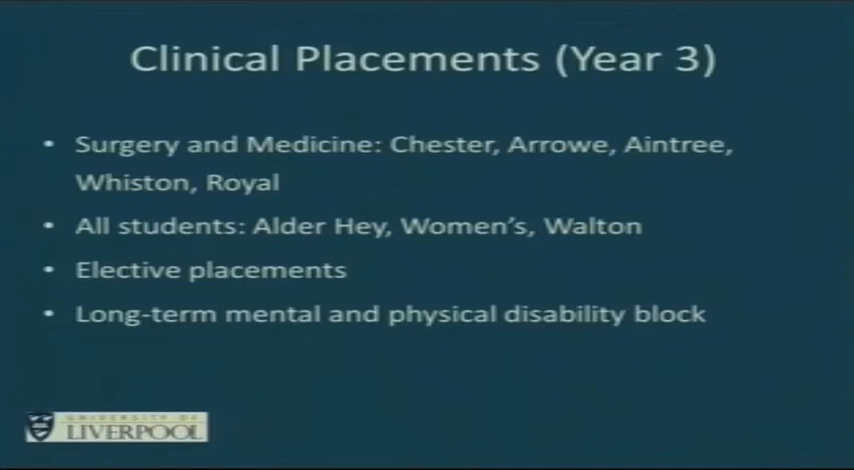 Clinical Placements (Year 3)
• Surgery and Medicine: Chester, Arrowe, Aintree,
Whiston, Royal
• All students: Alder Hey, Women's, Walton
• Elective placements
• Long-term mental and physical disability block
UNIVERSITY OF
LIVERPOOL